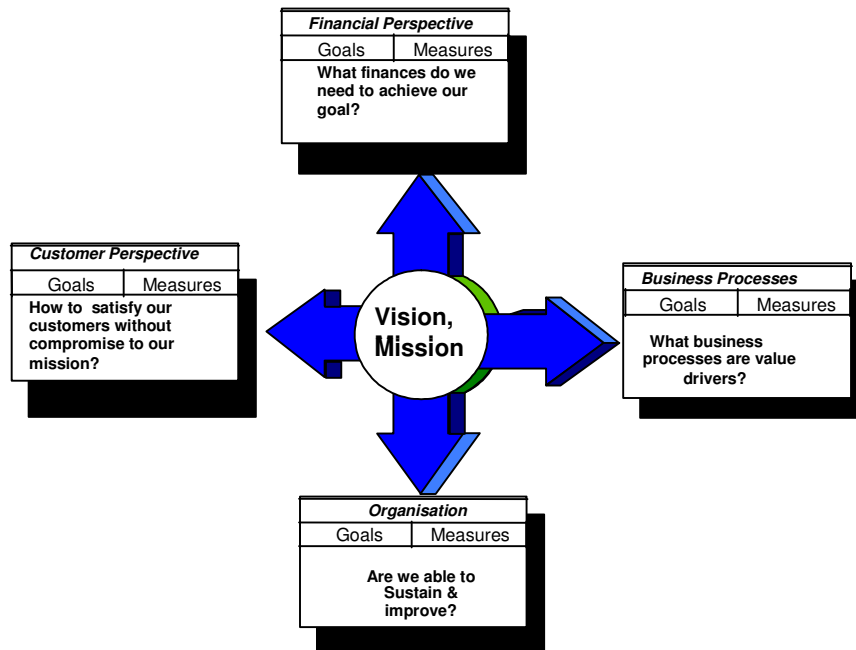 Financial Perspective
Goals Measures
What finances do we
need to achieve our
goal?
Customer Perspective
Goals Measures
How to satisfy our
customers without
compromise to our
mission?
Vision,
Mission
Business Processes
Goals Measures
What business
processes are value
drivers?
Organisation
Goals Measures
Are we able to
Sustain &
improve?